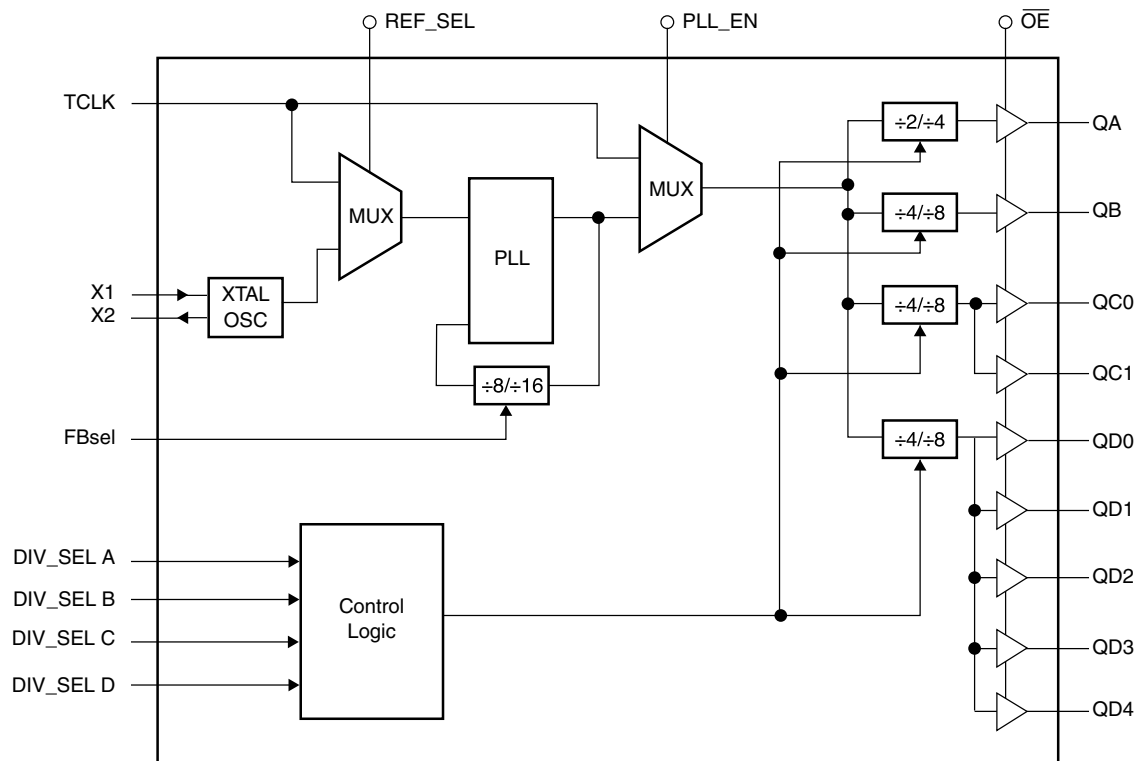 REF_SEL
PLL_EN
O̅E̅
TCLK
÷2/÷4
QA
MUX
MUX
÷4/÷8
QB
PLL
X1
X2
XTAL
OSC
÷4/÷8
QC0
QC1
÷8/÷16
FBsel
÷4/÷8
QD0
QD1
DIV_SEL A
DIV_SEL B
DIV_SEL C
DIV_SEL D
Control
Logic
QD2
QD3
QD4